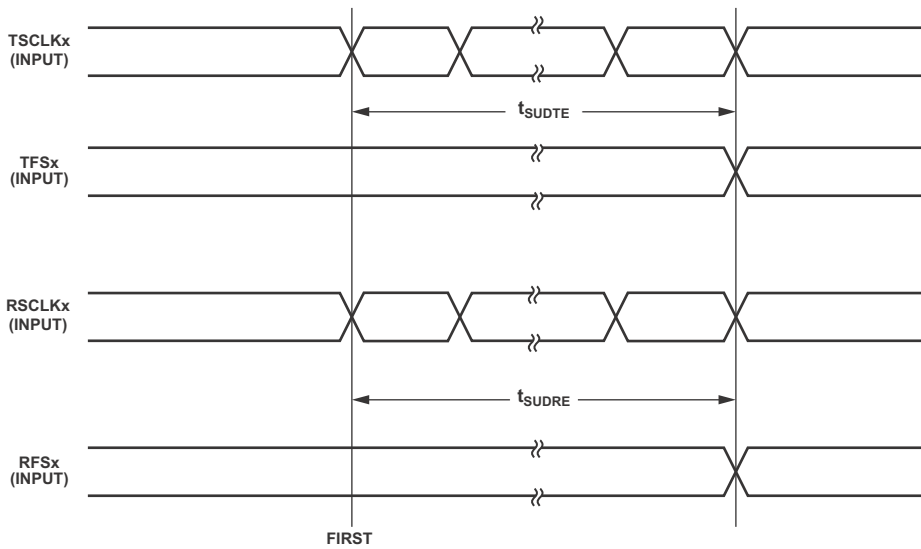 TSCLKx
(INPUT)
tSUDTE
TFSx
(INPUT)
RSCLKx
(INPUT)
tSUDRE
RFSx
(INPUT)
FIRST